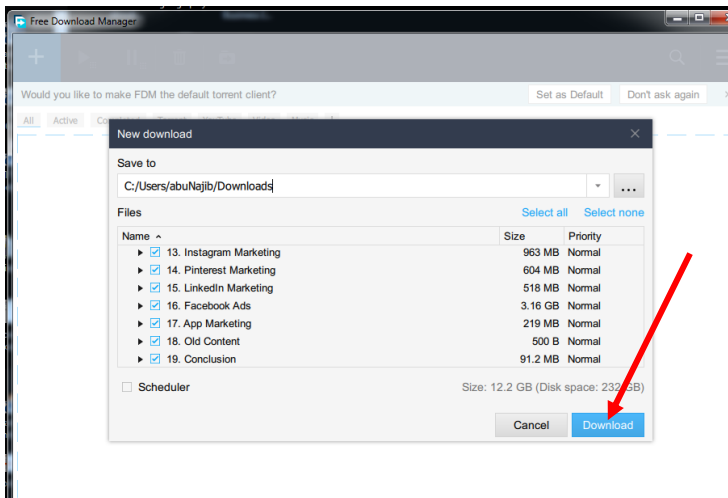 Free Download Manager
Would you like to make FDM the default torrent client? Set as Default Don't ask again
All Active
New download
Save to
C:/Users/abuNajib/Downloads ...
Files Select all Select none
Name Size Priority
13. Instagram Marketing 963 MB Normal
14. Pinterest Marketing 604 MB Normal
15. LinkedIn Marketing 518 MB Normal
16. Facebook Ads 3.16 GB Normal
17. App Marketing 219 MB Normal
18. Old Content 500 B Normal
19. Conclusion 91.2 MB Normal
Scheduler Size: 12.2 GB (Disk space: 232 GB)
Cancel Download